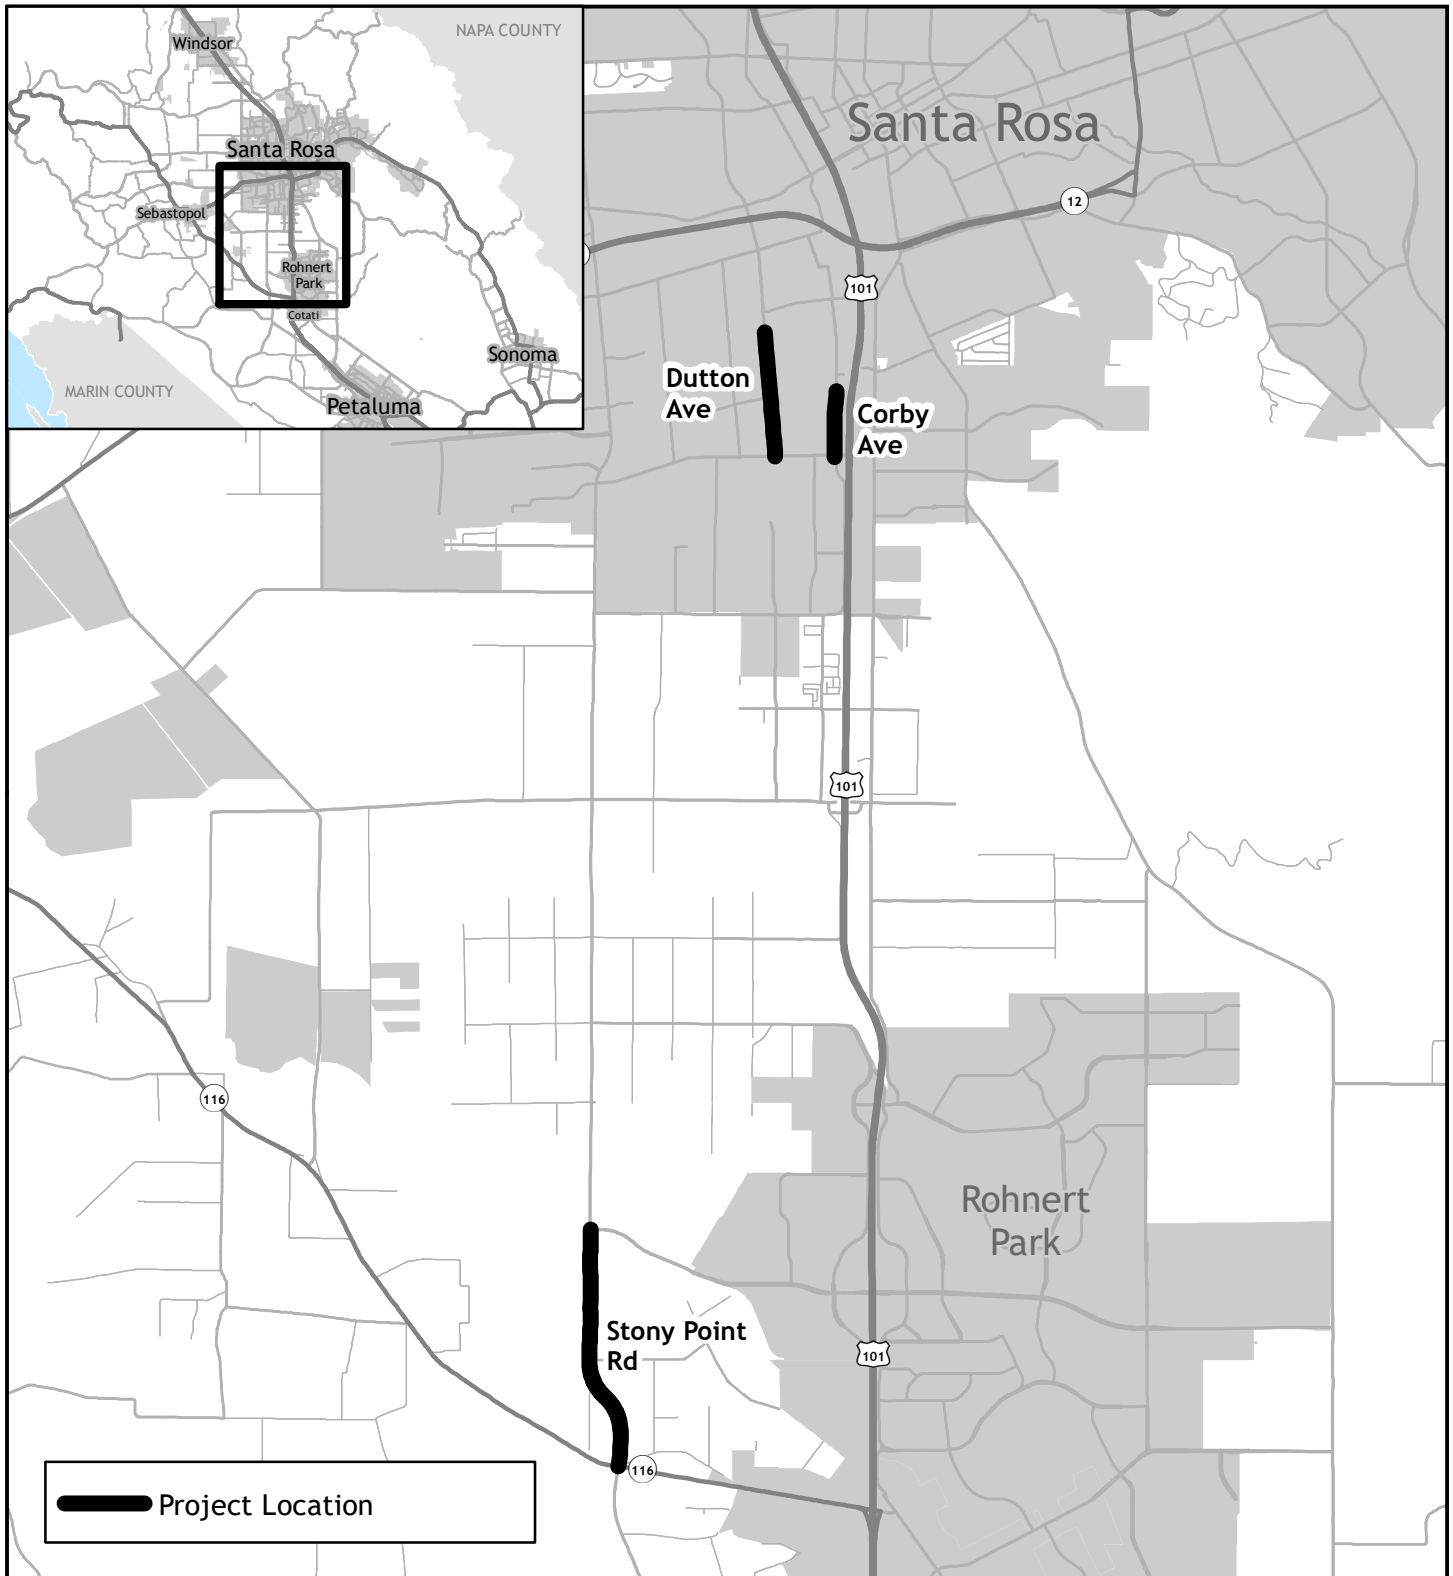 NAPA COUNTY
Windsor
Santa Rosa
Sebastopol
Rohnert
Park
Cotati
Sonoma
MARIN COUNTY
Petaluma
Santa Rosa
12
101
Dutton
Ave
Corby
Ave
101
116
Rohnert
Park
Stony Point
Rd
101
116
Project Location